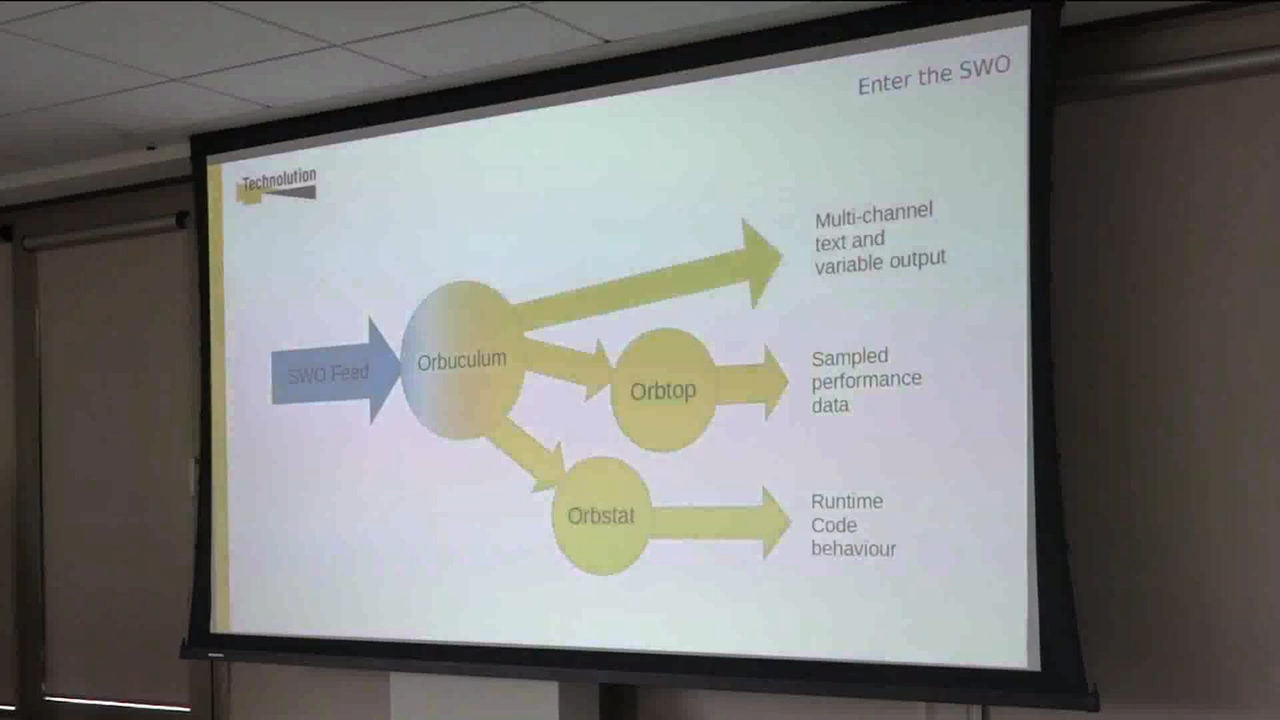 Enter the SWO
Technolution
Multi-channel
text and
variable output
SWO Feed
Orbuculum
Orbtop
Sampled
performance
data
Orbstat
Runtime
Code
behaviour